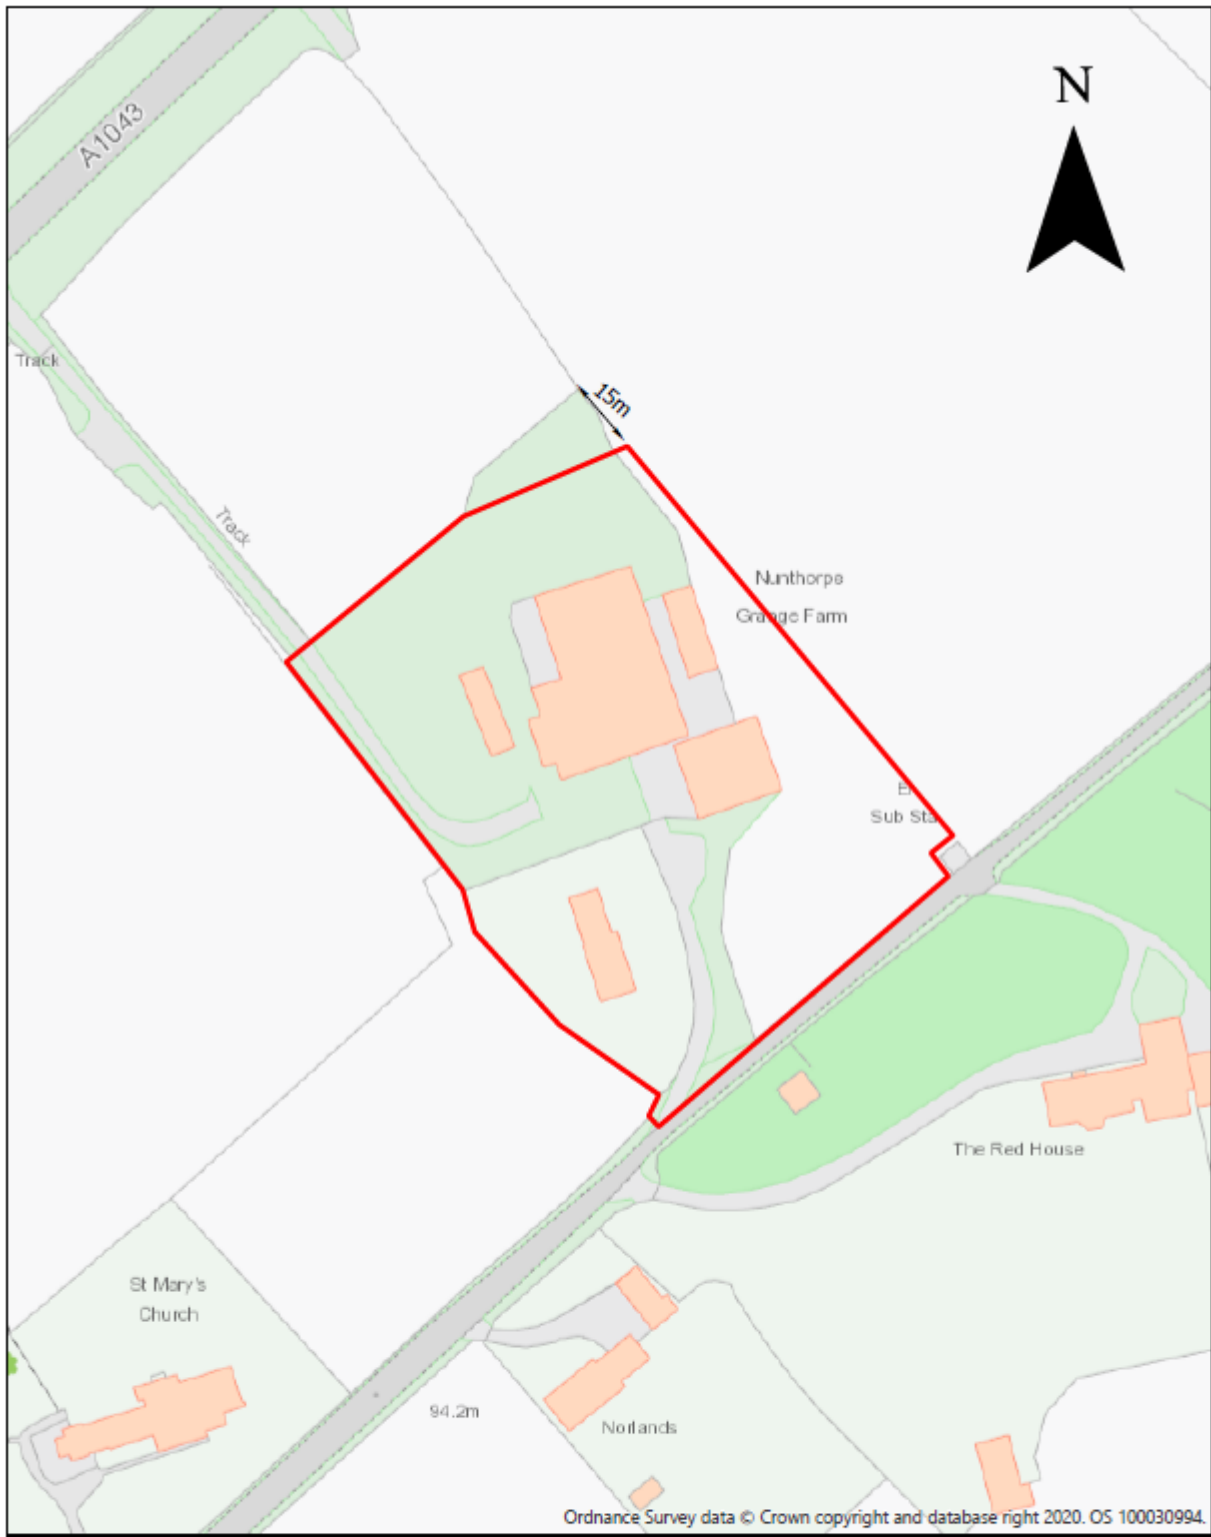 N
A1043
Track
15m
Track
Nunthorpe
Grange Farm
El
Sub Sta
The Red House
St Mary's
Church
94.2m
Norlands
Ordnance Survey data © Crown copyright and database right 2020. OS 100030994.